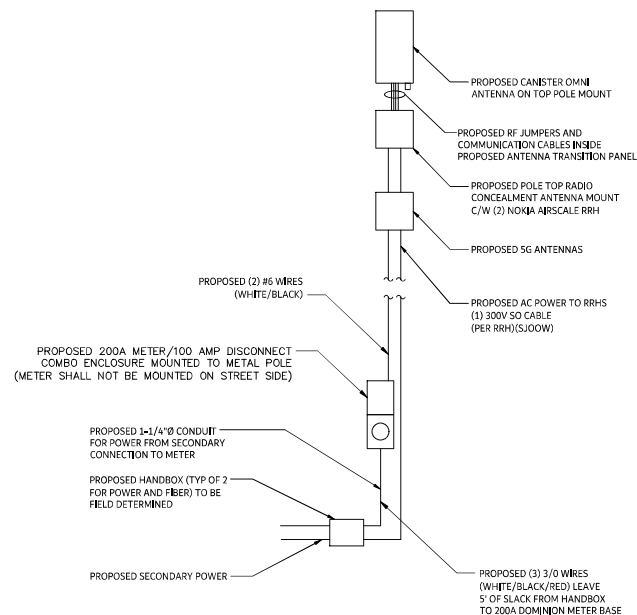 PROPOSED CANISTER OMNI
ANTENNA ON TOP POLE MOUNT
PROPOSED RF JUMPERS AND
COMMUNICATION CABLES INSIDE
PROPOSED ANTENNA TRANSITION PANEL
PROPOSED POLE TOP RADIO
CONCEALMENT ANTENNA MOUNT
C/W (2) NOKIA AIRSCALE RRH
PROPOSED 5G ANTENNAS
PROPOSED (2) #6 WIRES
(WHITE/BLACK)
PROPOSED AC POWER TO RRHS
(1) 300V SO CABLE
(PER RRH)(SJOOW)
PROPOSED 200A METER/100 AMP DISCONNECT
COMBO ENCLOSURE MOUNTED TO METAL POLE
(METER SHALL NOT BE MOUNTED ON STREET SIDE)
PROPOSED 1-1/4"Ø CONDUIT
FOR POWER FROM SECONDARY
CONNECTION TO METER
PROPOSED HANDBOX (TYP OF 2
FOR POWER AND FIBER) TO BE
FIELD DETERMINED
PROPOSED SECONDARY POWER
PROPOSED (3) 3/0 WIRES
(WHITE/BLACK/RED) LEAVE
5' OF SLACK FROM HANDBOX
TO 200A DOMINION METER BASE